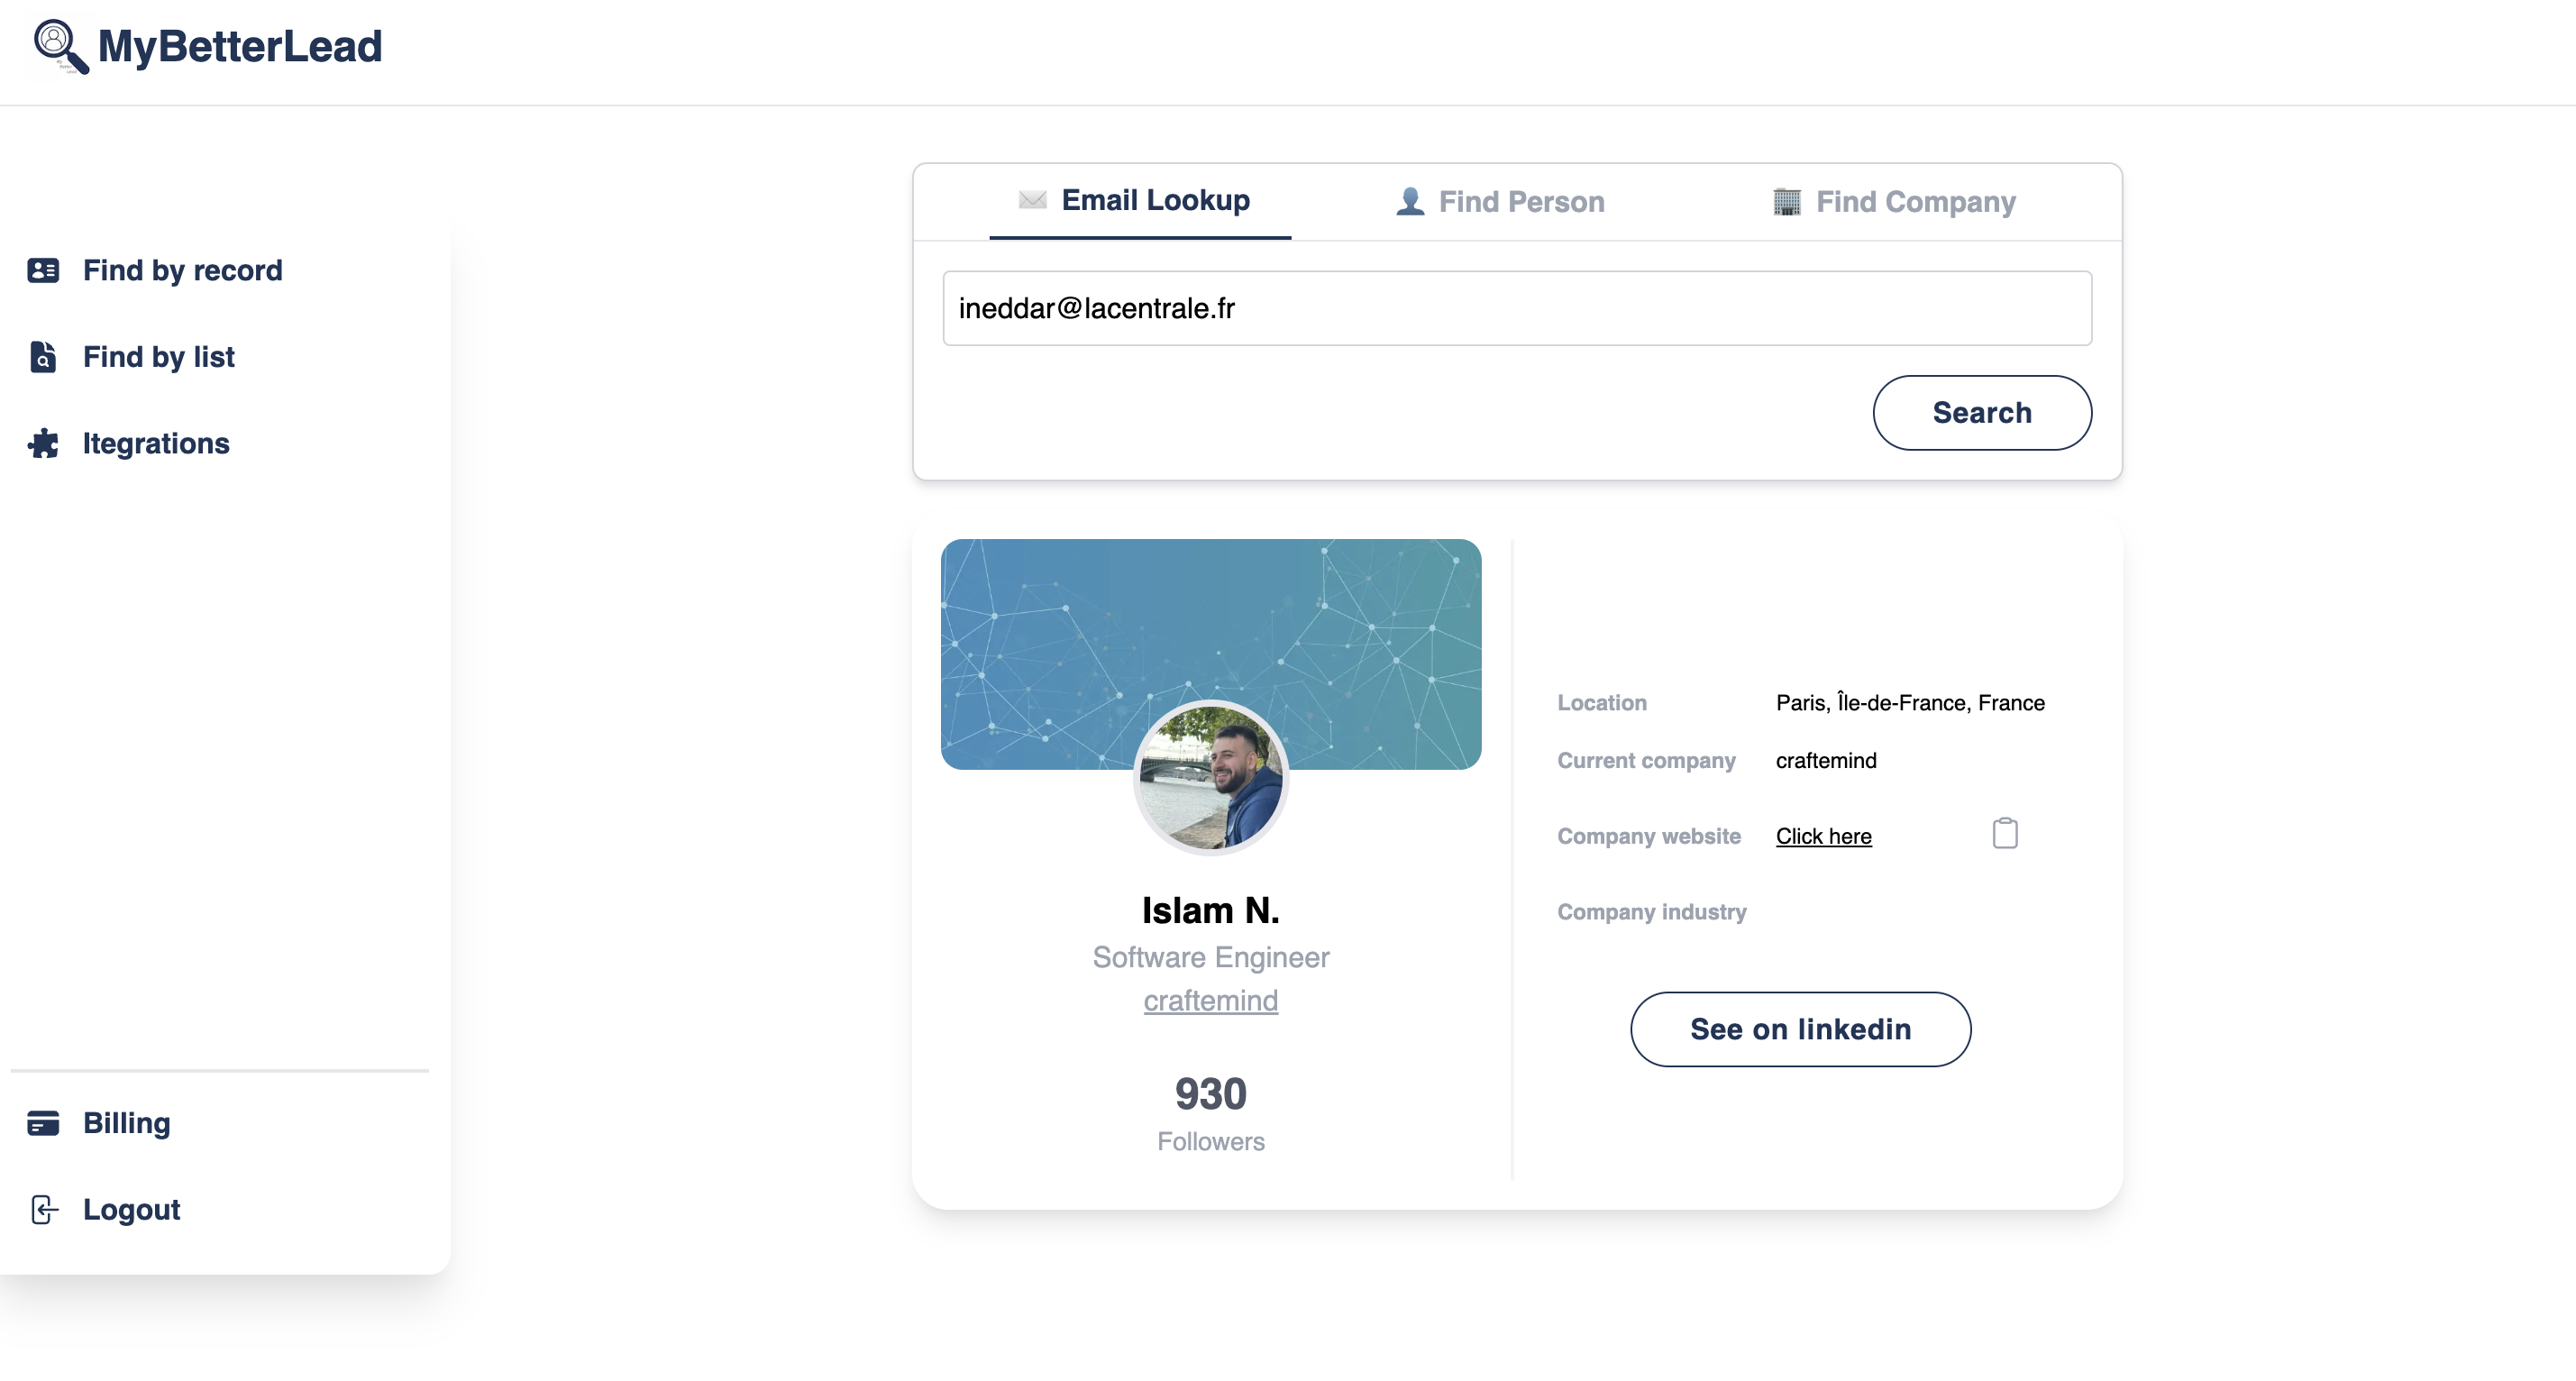 MyBetterLead
Find by record
Find by list
Itegrations
Billing
Logout
Email Lookup
Find Person
Find Company
ineddar@lacentrale.fr
Search
Islam N.
Software Engineer
craftemind
930
Followers
Location Paris, Île-de-France, France
Current company craftemind
Company website Click here
Company industry
See on linkedin